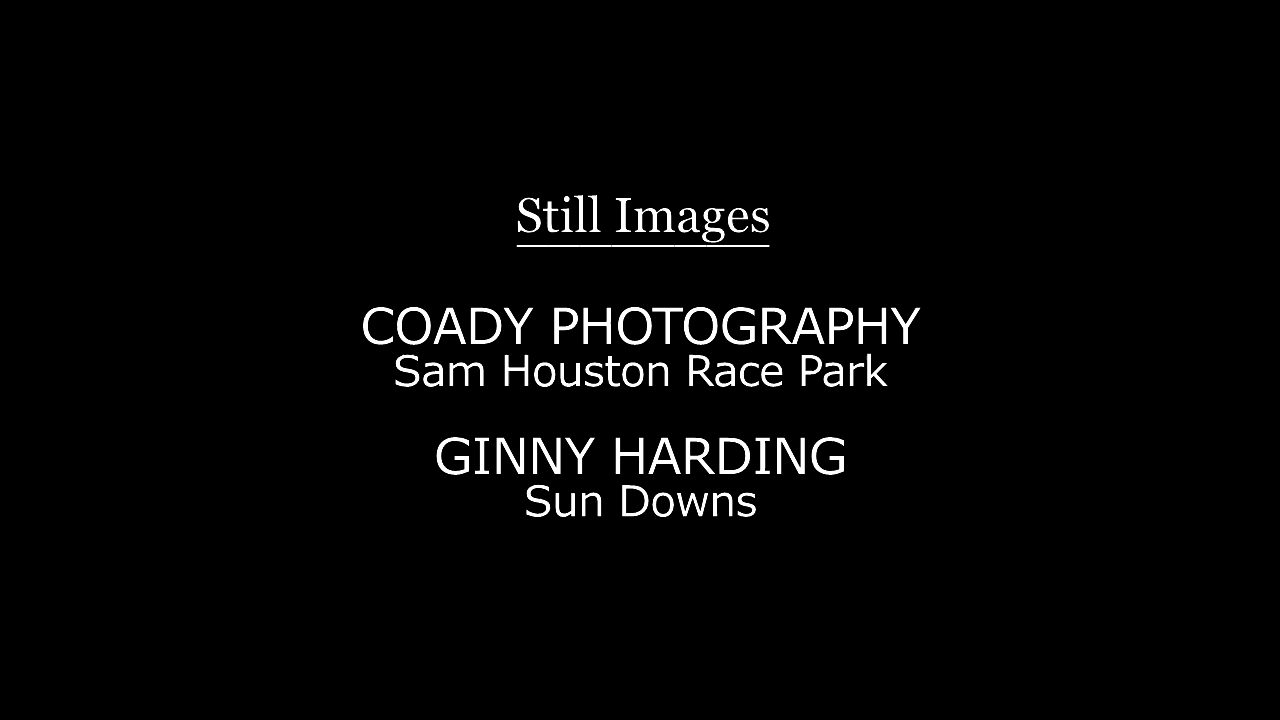 Still Images
COADY PHOTOGRAPHY
Sam Houston Race Park
GINNY HARDING
Sun Downs